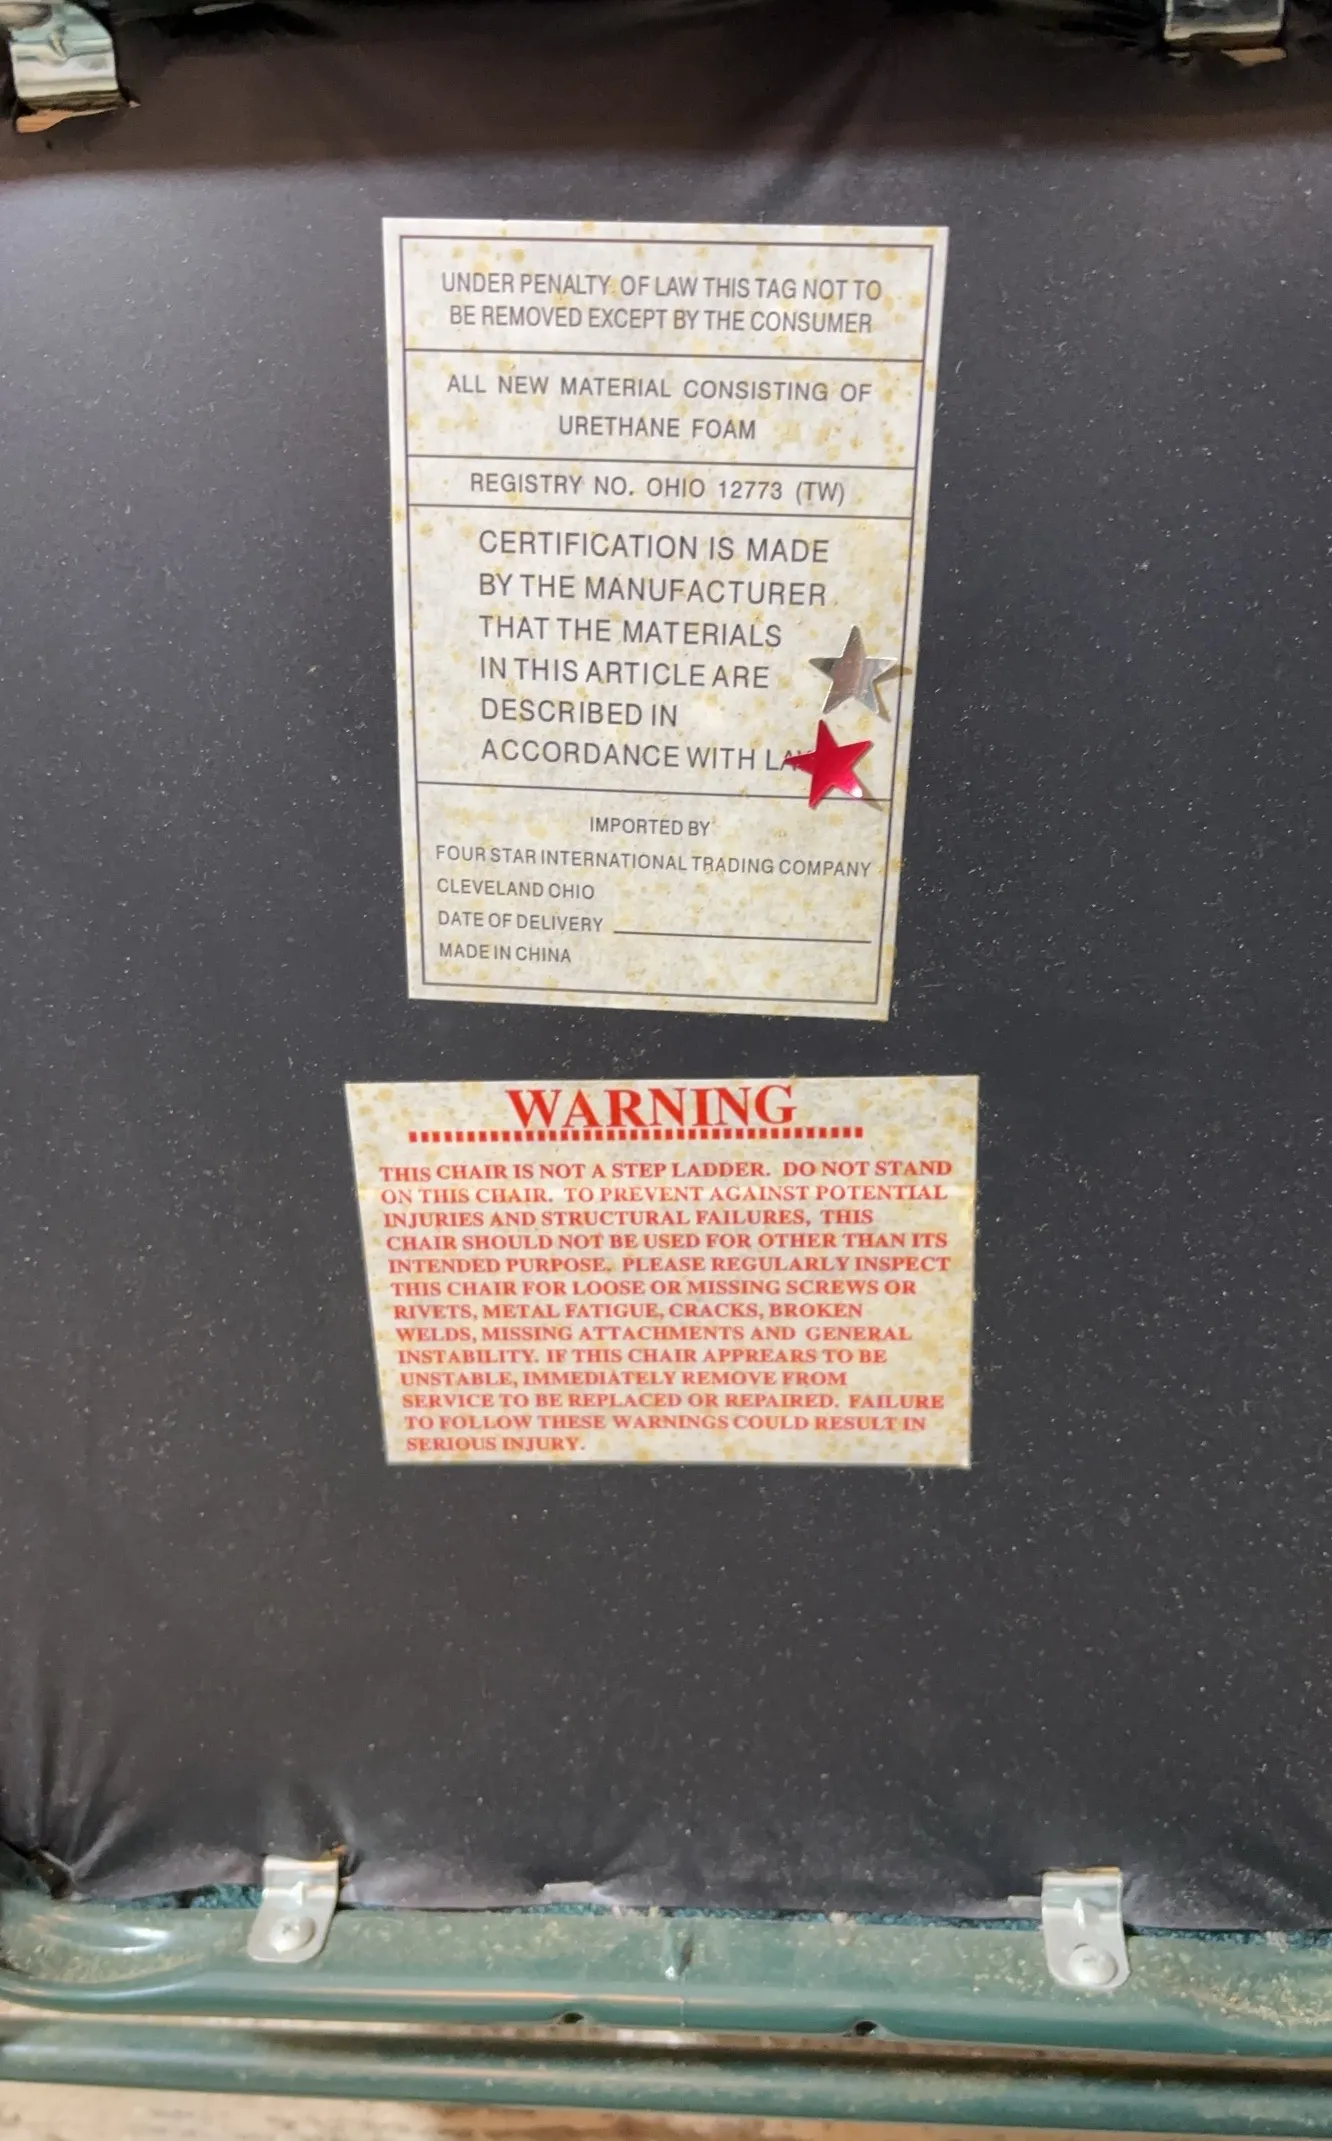 UNDER PENALTY OF LAW THIS TAG NOT TO
BE REMOVED EXCEPT BY THE CONSUMER
ALL NEW MATERIAL CONSISTING OF
URETHANE FOAM
REGISTRY NO. OHIO 12773 (TW)
CERTIFICATION IS MADE
BY THE MANUFACTURER
THAT THE MATERIALS
IN THIS ARTICLE ARE
DESCRIBED IN
ACCORDANCE WITH
IMPORTED BY
FOUR STAR INTERNATIONAL TRADING COMPANY
CLEVELAND OHIO
DATE OF DELIVERY
MADE IN CHINA
WARNING
THIS CHAIR IS NOT A STEP LADDER. DO NOT STAND
ON THIS CHAIR. TO PREVENT AGAINST POTENTIAL
INJURIES AND STRUCTURAL FAILURES, THIS
CHAIR SHOULD NOT BE USED FOR OTHER THAN ITS
INTENDED PURPOSE. PLEASE REGULARLY INSPECT
THIS CHAIR FOR LOOSE OR MISSING SCREWS OR
RIVETS, METAL FATIGUE, CRACKS, BROKEN
WELDS, MISSING ATTACHMENTS AND GENERAL
INSTABILITY. IF THIS CHAIR APPREARS TO BE
UNSTABLE, IMMEDIATELY REMOVE FROM
SERVICE TO BE REPLACED OR REPAIRED. FAILURE
TO FOLLOW THESE WARNINGS COULD RESULT IN
SERIOUS INJURY.